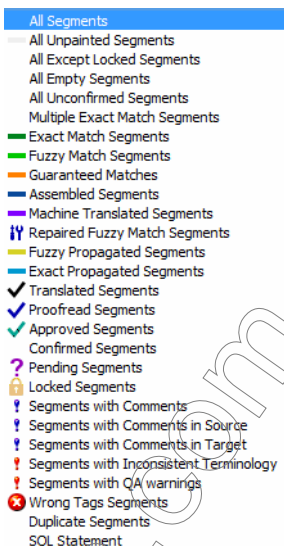 All Segments
All Unpainted Segments
All Except Locked Segments
All Empty Segments
All Unconfirmed Segments
Multiple Exact Match Segments
Exact Match Segments
Fuzzy Match Segments
Guaranteed Matches
Assembled Segments
Machine Translated Segments
Repaired Fuzzy Match Segments
Fuzzy Propagated Segments
Exact Propagated Segments
Translated Segments
Proofread Segments
Approved Segments
Confirmed Segments
Pending Segments
Locked Segments
Segments with Comments
Segments with Comments in Source
Segments with Comments in Target
Segments with Inconsistent Terminology
Segments with QA warnings
Wrong Tags Segments
Duplicate Segments
SQL Statement
.com